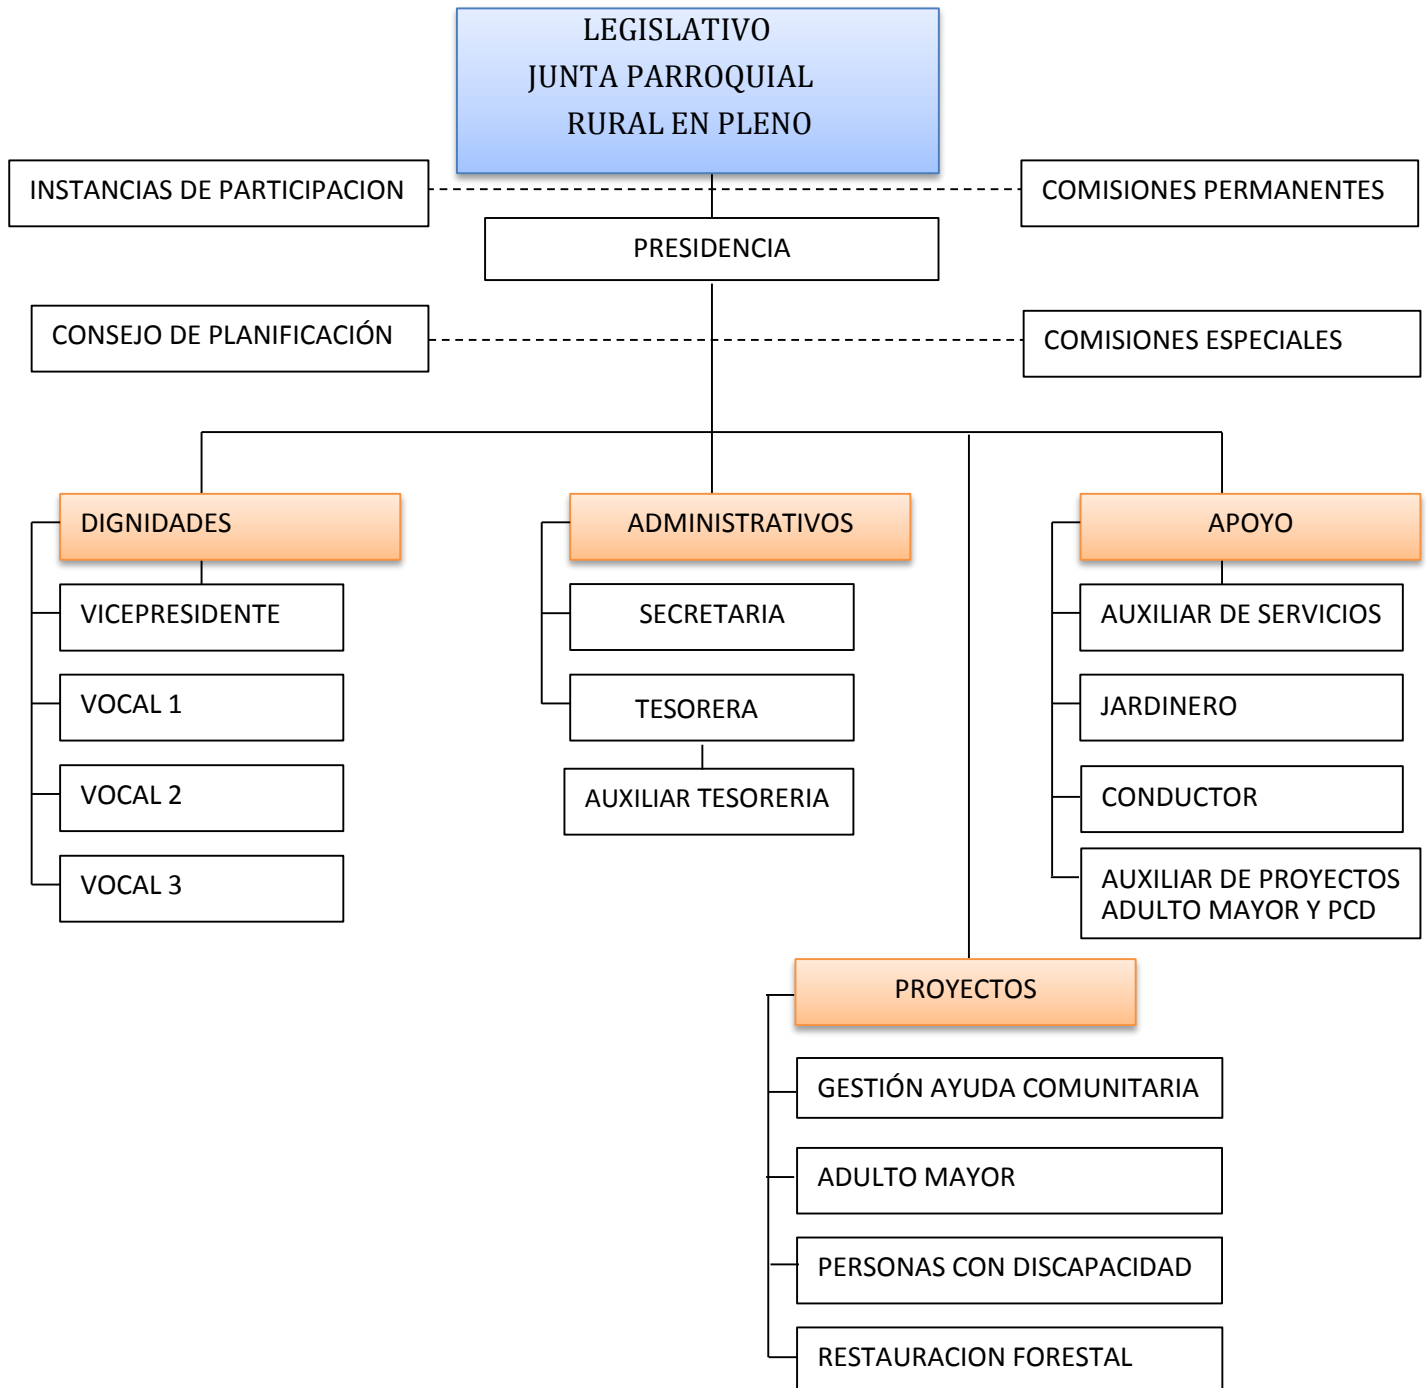 LEGISLATIVO
JUNTA PARROQUIAL
RURAL EN PLENO
INSTANCIAS DE PARTICIPACION
COMISIONES PERMANENTES
PRESIDENCIA
CONSEJO DE PLANIFICACIÓN
COMISIONES ESPECIALES
DIGNIDADES
VICEPRESIDENTE
VOCAL 1
VOCAL 2
VOCAL 3
ADMINISTRATIVOS
SECRETARIA
TESORERA
AUXILIAR TESORERIA
APOYO
AUXILIAR DE SERVICIOS
JARDINERO
CONDUCTOR
AUXILIAR DE PROYECTOS
ADULTO MAYOR Y PCD
PROYECTOS
GESTIÓN AYUDA COMUNITARIA
ADULTO MAYOR
PERSONAS CON DISCAPACIDAD
RESTAURACION FORESTAL